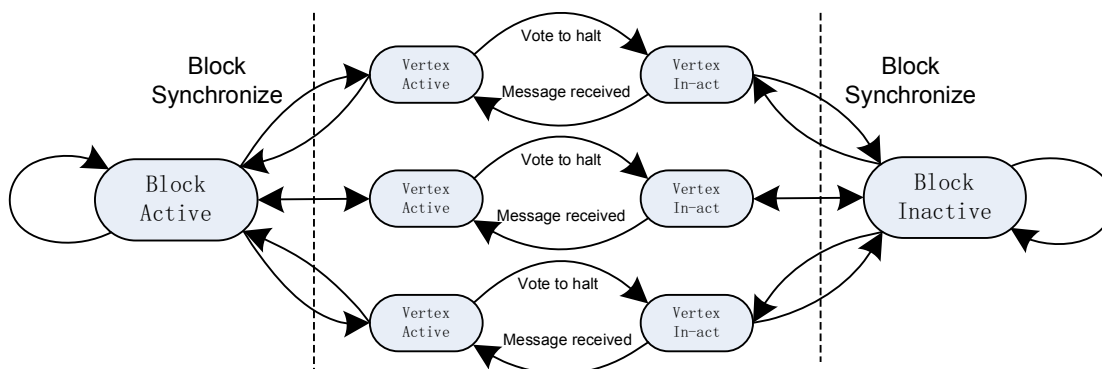 Block
Synchronize
Vertex
Active
Vote to halt
Message received
Vertex
In-act
Block
Synchronize
Block
Active
Vertex
Active
Vote to halt
Message received
Vertex
In-act
Block
Inactive
Vertex
Active
Vote to halt
Message received
Vertex
In-act